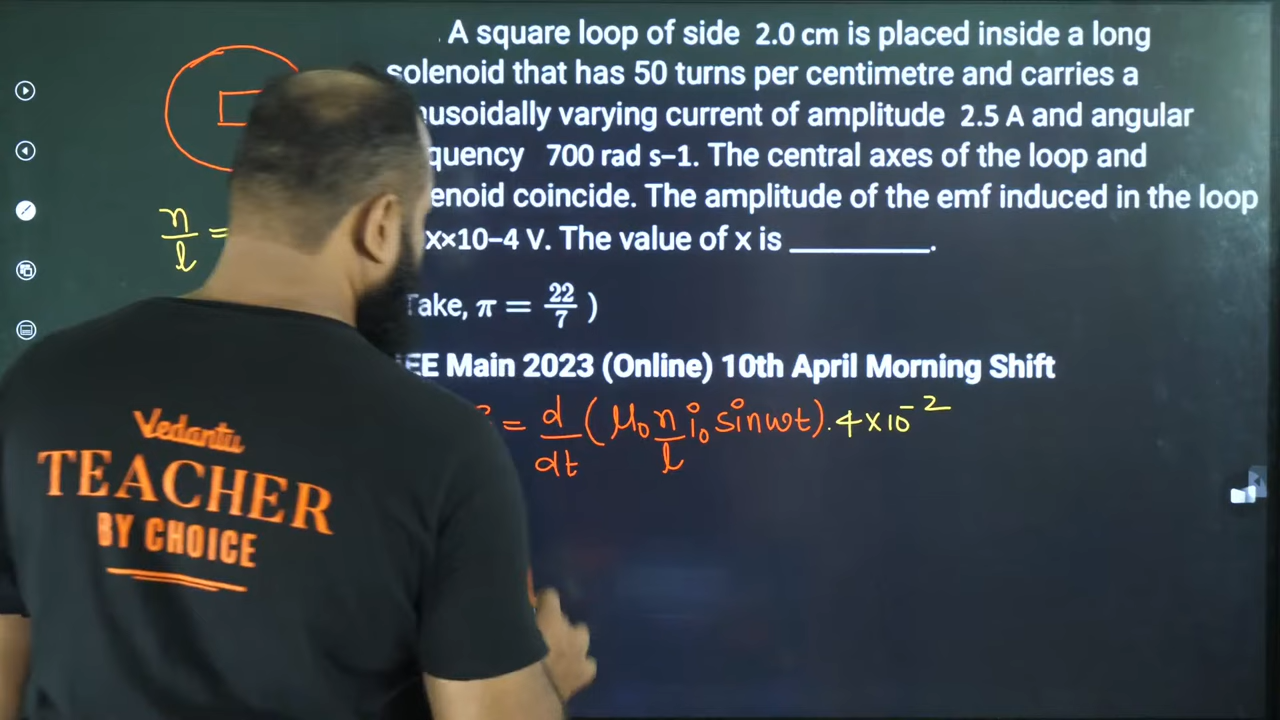 A square loop of side 2.0 cm is placed inside a long
solenoid that has 50 turns per centimetre and carries a
usoidally varying current of amplitude 2.5 A and angular
quency 700 rad s–1. The central axes of the loop and
enoid coincide. The amplitude of the emf induced in the loop
x×10–4 V. The value of x is ________.
Take, π = 22/7 )
EE Main 2023 (Online) 10th April Morning Shift
n/l =
= d/dt (μ₀ n/l i₀ sinωt). 4×10⁻²
Vedantu
TEACHER
BY CHOICE